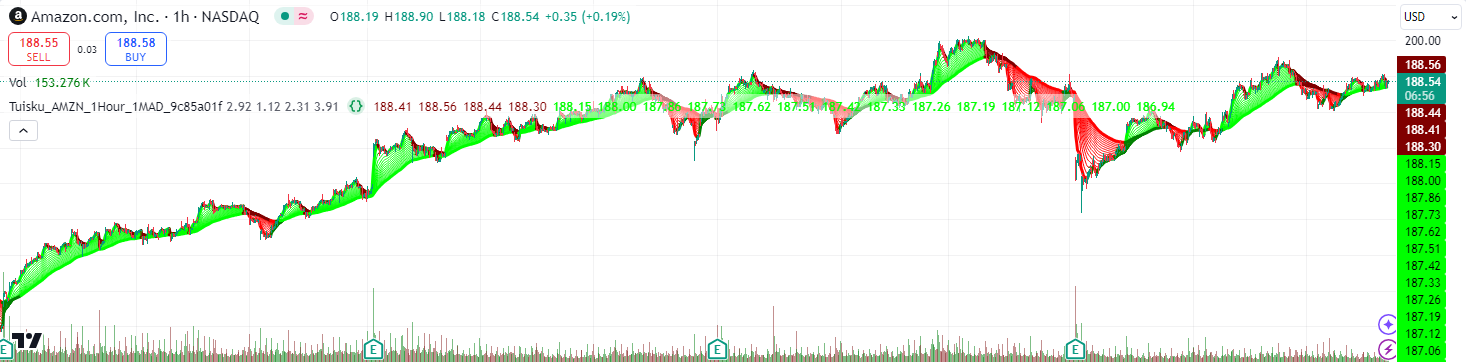 Amazon.com, Inc. · 1h · NASDAQ ≈ O188.19 H188.90 L188.18 C188.54 +0.35 (+0.19%)
USD
188.55 SELL
0.03
188.58 BUY
200.00
Vol 153.276 K
Tuisku_AMZN_1Hour_1MAD_9c85a01f 2.92 1.12 2.31 3.91 {} 188.41 188.56 188.44 188.30 188.15 188.00 187.86 187.73 187.62 187.51 187.42 187.33 187.26 187.19 187.12 187.06 187.00 186.94
188.56
188.54
06:56
188.44
188.41
188.30
188.15
188.00
187.86
187.73
187.62
187.51
187.42
187.33
187.26
187.19
187.12
187.06
E
E
E
E